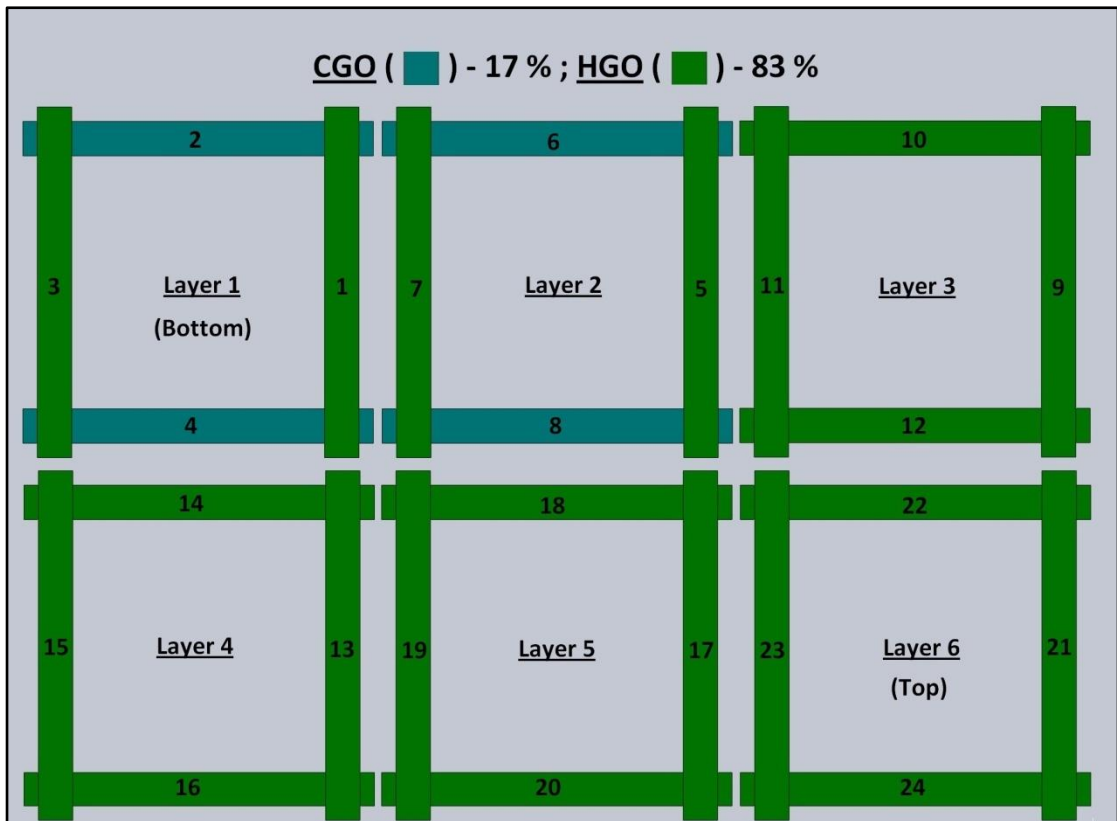 CGO ( ) - 17 % ; HGO ( ) - 83 %
2
6
10
3
Layer 1
(Bottom)
1
7
Layer 2
5
11
Layer 3
9
4
8
12
14
18
22
15
Layer 4
13
19
Layer 5
17
23
Layer 6
(Top)
21
16
20
24